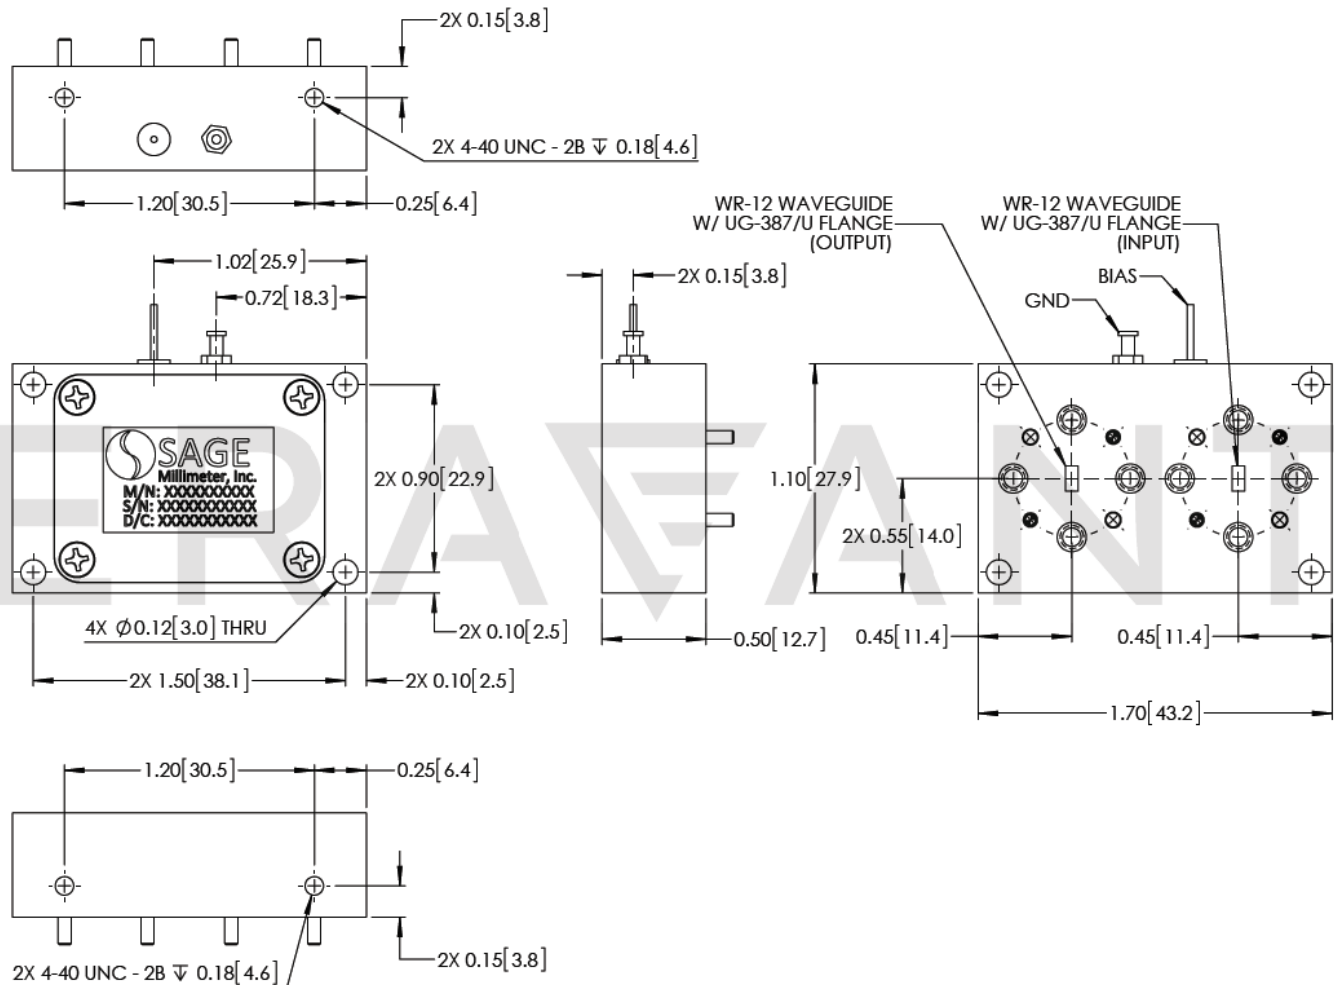 2X 0.15[3.8]
2X 4-40 UNC - 2B ↧ 0.18[4.6]
1.20[30.5]
0.25[6.4]
WR-12 WAVEGUIDE
W/ UG-387/U FLANGE
(OUTPUT)
WR-12 WAVEGUIDE
W/ UG-387/U FLANGE
(INPUT)
1.02[25.9]
0.72[18.3]
2X 0.15[3.8]
BIAS
GND
SAGE
Millimeter, Inc.
M/N: XXXXXXXXXXX
S/N: XXXXXXXXXXXX
D/C: XXXXXXXXXXXX
2X 0.90[22.9]
1.10[27.9]
2X 0.55[14.0]
ERAVANT
4X Ø0.12[3.0] THRU
2X 0.10[2.5]
0.50[12.7]
0.45[11.4]
0.45[11.4]
2X 1.50[38.1]
2X 0.10[2.5]
1.70[43.2]
1.20[30.5]
0.25[6.4]
2X 0.15[3.8]
2X 4-40 UNC - 2B ↧ 0.18[4.6]